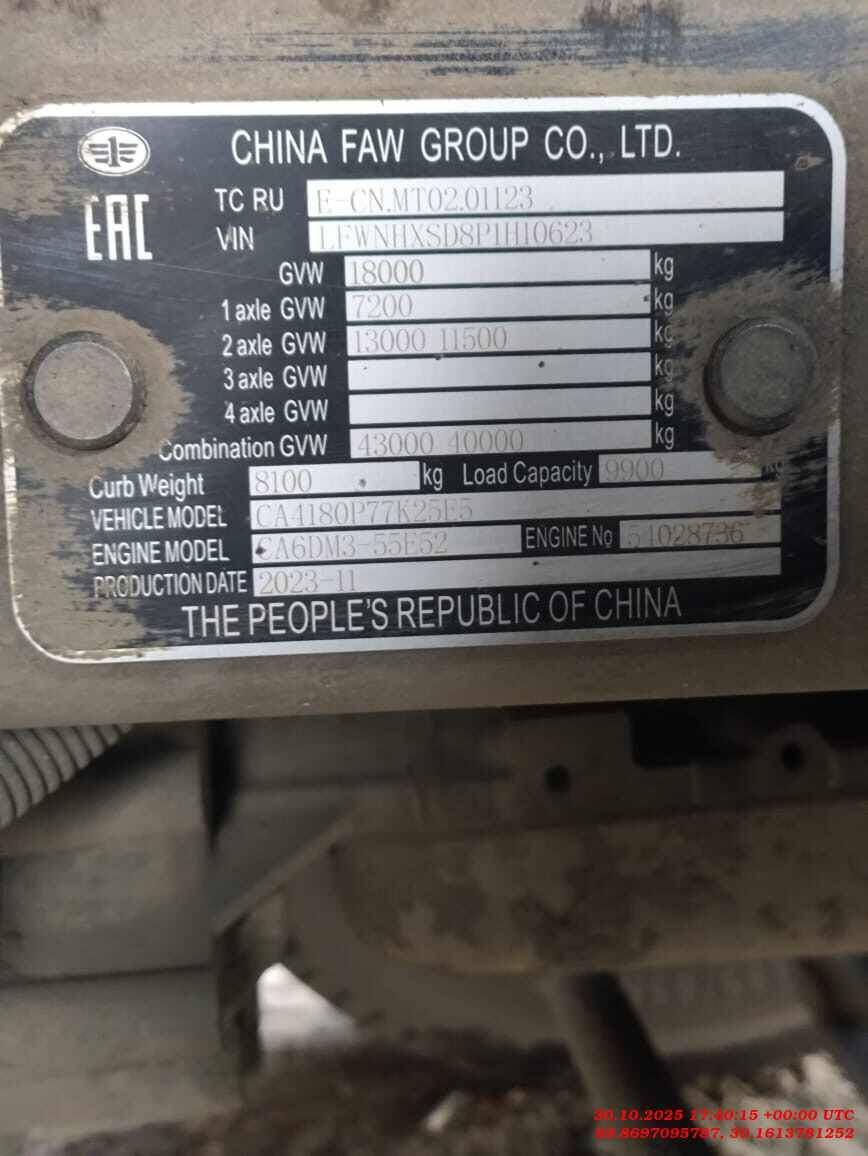 CHINA FAW GROUP CO., LTD.
EAC
TC RU E-CN.MT02.01123
VIN LFWNHXSD8P1H10623
GVW 18000 kg
1 axle GVW 7200 kg
2 axle GVW 13000 11500 kg
3 axle GVW kg
4 axle GVW kg
Combination GVW 43000 40000 kg
Curb Weight 8100 kg Load Capacity 9900 kg
VEHICLE MODEL CA4180P77K25E5
ENGINE MODEL CA6DM3-55E52 ENGINE No 54028736
PRODUCTION DATE 2023-11
THE PEOPLE'S REPUBLIC OF CHINA
30.10.2025 17:40:15 +00:00 UTC
30.1613781252